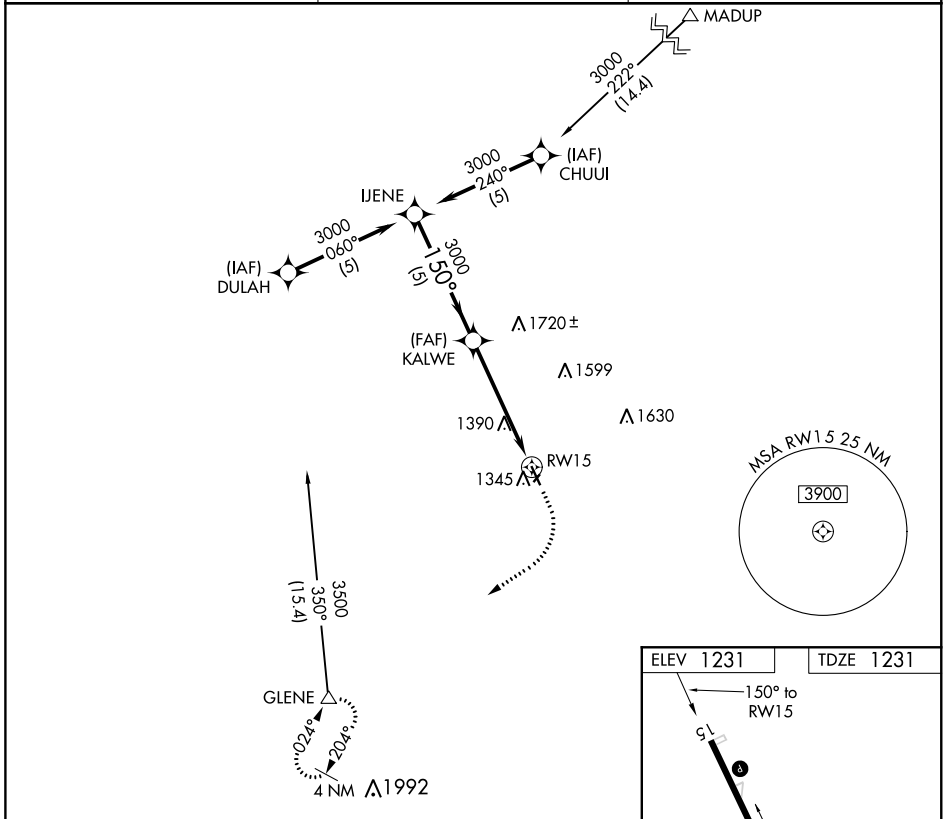 MADUP
3000
222°
(14.4)
(IAF)
CHUUI
3000
240°
(5)
IJENE
3000
060°
(5)
(IAF)
DULAH
3000
150°
(5)
1720 ±
(FAF)
KALWE
1599
1630
1390
RW15
1345
MSA RW15 25 NM
3900
3500
350°
(15.4)
GLENE
024°
204°
4 NM
1992
ELEV 1231
TDZE 1231
150° to
RW15
15
P